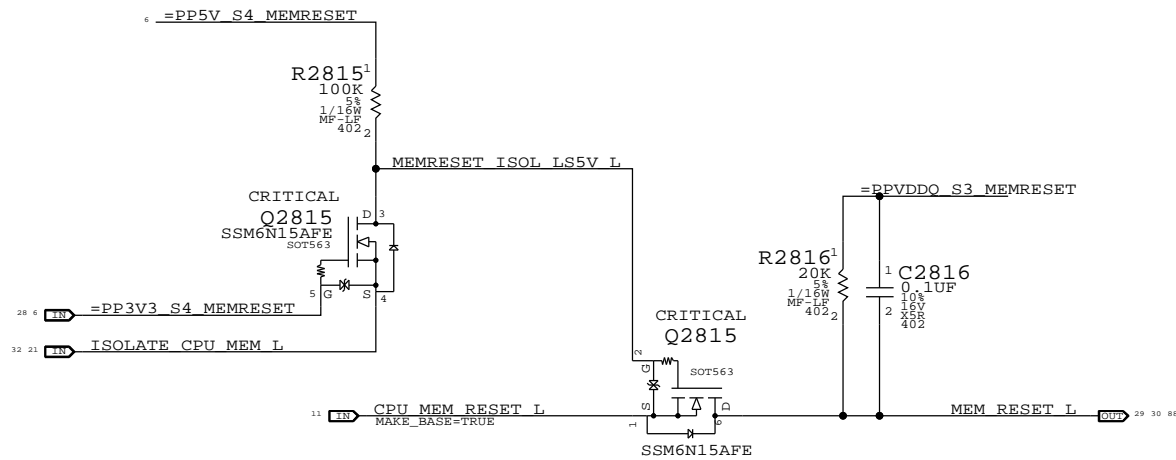 6 =PP5V_S4_MEMRESET
R2815 1
100K
5%
1/16W
MF-LF
402 2
MEMRESET_ISOL_LS5V_L
CRITICAL
D 3
Q2815
SSM6N15AFE
SOT563
5 G S 4
28 6 IN =PP3V3_S4_MEMRESET
32 21 IN ISOLATE_CPU_MEM_L
=PPVDDQ_S3_MEMRESET
R2816 1
20K
5%
1/16W
MF-LF
402 2
1 C2816
0.1UF
10%
2 16V
X5R
402
CRITICAL
Q2815
2 G
SOT563
S D
1 6
11 IN CPU_MEM_RESET_L
MAKE_BASE=TRUE
SSM6N15AFE
MEM_RESET_L OUT 29 30 88